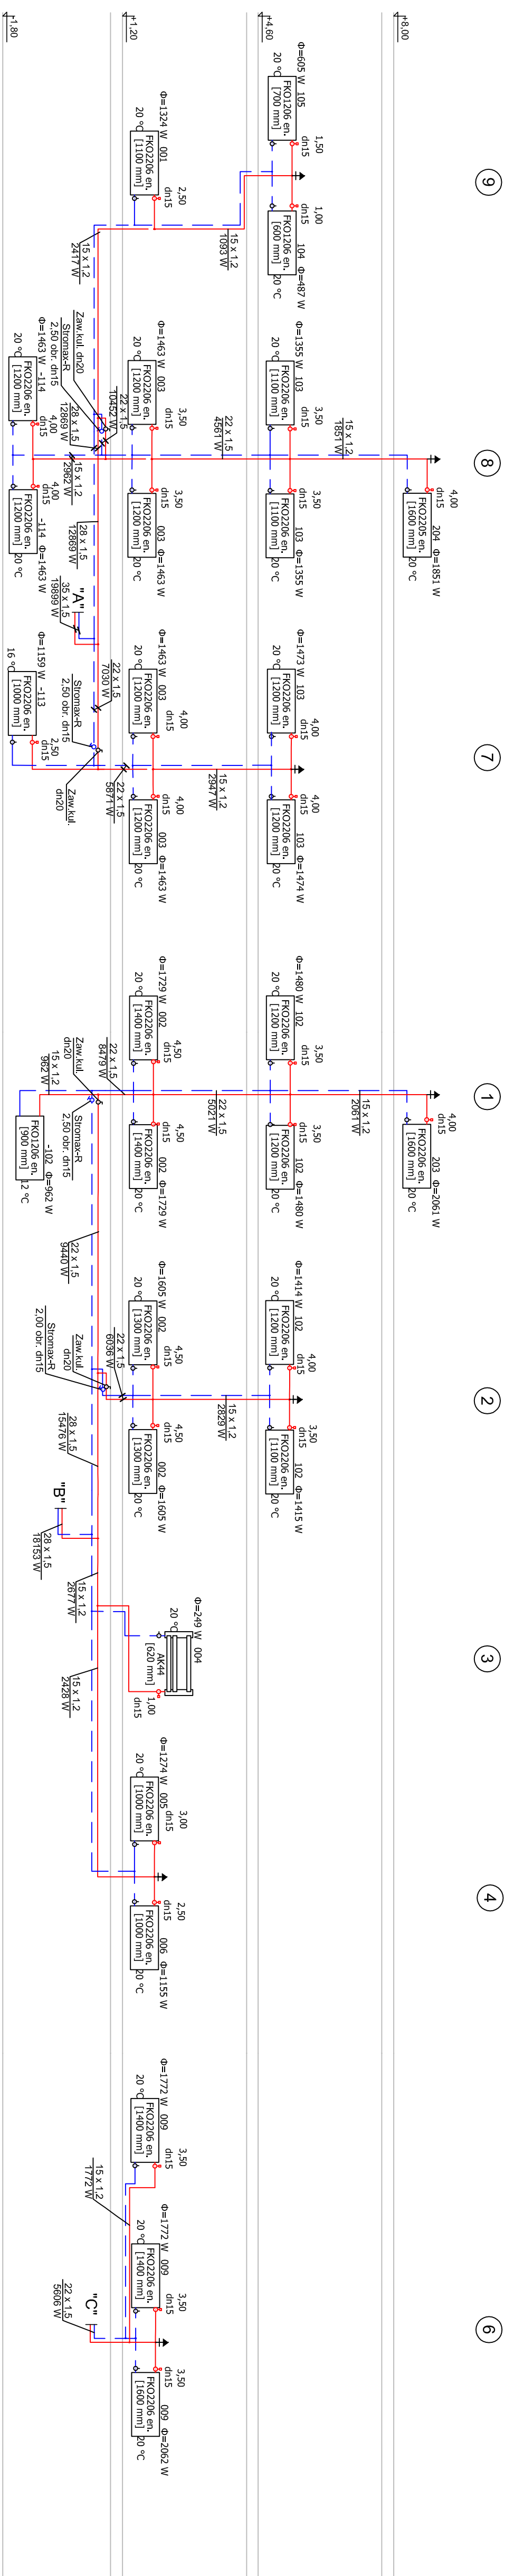 9
8
7
1
2
3
4
6
+8,00
+4,60
+1,20
-1,80
Φ=605 W 105
FKO1206 en.
[700 mm]
20 °C
1,50
dn15
1,00
dn15
104 Φ=487 W
FKO1206 en.
[600 mm]
20 °C
15 x 1,2
1093 W
Φ=1324 W 001
FKO2206 en.
[1100 mm]
20 °C
2,50
dn15
15 x 1,2
2417 W
4,00
dn15
204 Φ=1851 W
FKO2205 en.
[1600 mm]
20 °C
15 x 1,2
1851 W
Φ=1355 W 103
FKO2206 en.
[1100 mm]
20 °C
3,50
dn15
3,50
dn15
103 Φ=1355 W
FKO2206 en.
[1100 mm]
20 °C
22 x 1,5
4561 W
Φ=1463 W 003
FKO2206 en.
[1200 mm]
20 °C
3,50
dn15
3,50
dn15
003 Φ=1463 W
FKO2206 en.
[1200 mm]
20 °C
22 x 1,5
10452 W
Zaw.kul. dn20
Stromax-R
2,50 obr. dn15
28 x 1,5
12869 W
15 x 1,2
2962 W
28 x 1,5
12869 W
Φ=1463 W -114
FKO2206 en.
[1200 mm]
20 °C
4,00
dn15
4,00
dn15
-114 Φ=1463 W
FKO2206 en.
[1200 mm]
20 °C
"A"
35 x 1,5
19899 W
Φ=1473 W 103
FKO2206 en.
[1200 mm]
20 °C
4,00
dn15
4,00
dn15
103 Φ=1474 W
FKO2206 en.
[1200 mm]
20 °C
15 x 1,2
2947 W
Φ=1463 W 003
FKO2206 en.
[1200 mm]
20 °C
4,00
dn15
4,00
dn15
003 Φ=1463 W
FKO2206 en.
[1200 mm]
20 °C
22 x 1,5
5871 W
22 x 1,5
7030 W
Stromax-R
2,50 obr. dn15
Zaw.kul.
dn20
Φ=1159 W -113
FKO2206 en.
[1000 mm]
16 °C
2,50
dn15
4,00
dn15
203 Φ=2061 W
FKO2206 en.
[1600 mm]
20 °C
15 x 1,2
2061 W
Φ=1480 W 102
FKO2206 en.
[1200 mm]
20 °C
3,50
dn15
3,50
dn15
102 Φ=1480 W
FKO2206 en.
[1200 mm]
20 °C
22 x 1,5
5021 W
Φ=1729 W 002
FKO2206 en.
[1400 mm]
20 °C
4,50
dn15
4,50
dn15
002 Φ=1729 W
FKO2206 en.
[1400 mm]
20 °C
22 x 1,5
8479 W
Zaw.kul.
dn20
15 x 1,2
962 W
Stromax-R
2,50 obr. dn15
-102 Φ=962 W
FKO1206 en.
[900 mm]
12 °C
22 x 1,5
9440 W
Φ=1414 W 102
FKO2206 en.
[1200 mm]
20 °C
4,00
dn15
3,50
dn15
102 Φ=1415 W
FKO2206 en.
[1100 mm]
20 °C
15 x 1,2
2829 W
Φ=1605 W 002
FKO2206 en.
[1300 mm]
20 °C
4,50
dn15
4,50
dn15
002 Φ=1605 W
FKO2206 en.
[1300 mm]
20 °C
22 x 1,5
6036 W
Zaw.kul.
dn20
Stromax-R
2,00 obr. dn15
28 x 1,5
15476 W
"B"
28 x 1,5
18153 W
15 x 1,2
2677 W
Φ=249 W 004
20 °C
AK44
[620 mm]
1,00
dn15
15 x 1,2
2428 W
Φ=1274 W 005
FKO2206 en.
[1000 mm]
20 °C
3,00
dn15
2,50
dn15
006 Φ=1155 W
FKO2206 en.
[1000 mm]
20 °C
Φ=1772 W 009
FKO2206 en.
[1400 mm]
20 °C
3,50
dn15
15 x 1,2
1772 W
Φ=1772 W 009
FKO2206 en.
[1400 mm]
20 °C
3,50
dn15
3,50
dn15
009 Φ=2062 W
FKO2206 en.
[1600 mm]
20 °C
"C"
22 x 1,5
5606 W